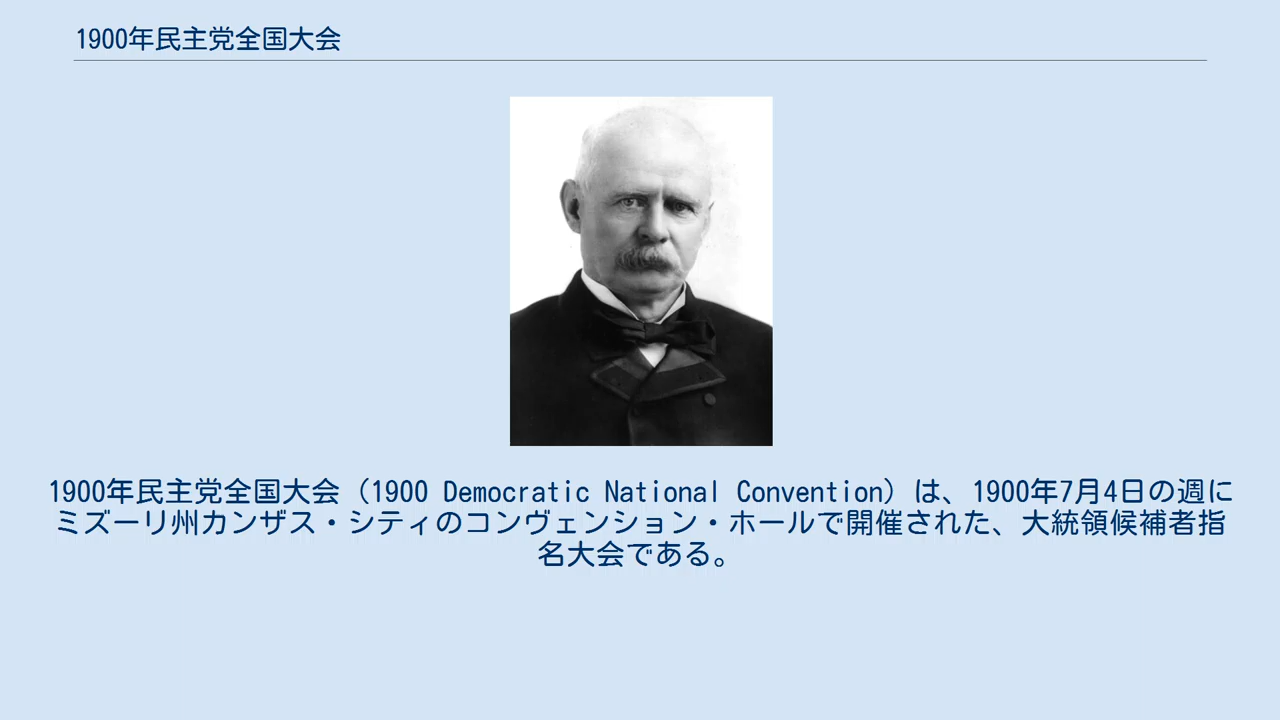 1900年民主党全国大会
1900年民主党全国大会（1900 Democratic National Convention）は、1900年7月4日の週に
ミズーリ州カンザス・シティのコンヴェンション・ホールで開催された、大統領候補者指
名大会である。